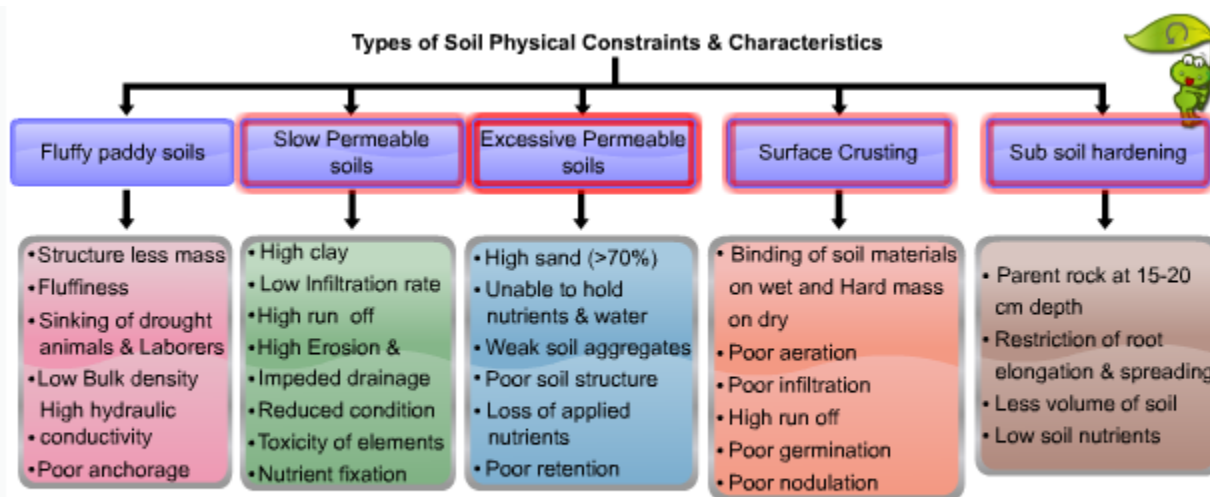 Types of Soil Physical Constraints & Characteristics
Fluffy paddy soils
Slow Permeable
soils
Excessive Permeable
soils
Surface Crusting
Sub soil hardening
•Structure less mass
•Fluffiness
•Sinking of drought
animals & Laborers
•Low Bulk density
High hydraulic
•conductivity
•Poor anchorage
•High clay
•Low Infiltration rate
•High run off
•High Erosion &
•Impeded drainage
•Reduced condition
•Toxicity of elements
•Nutrient fixation
•High sand (>70%)
•Unable to hold
nutrients & water
•Weak soil aggregates
•Poor soil structure
•Loss of applied
nutrients
•Poor retention
•Binding of soil materials
on wet and Hard mass
on dry
•Poor aeration
•Poor infiltration
•High run off
•Poor germination
•Poor nodulation
•Parent rock at 15-20
cm depth
•Restriction of root
elongation & spreading
•Less volume of soil
•Low soil nutrients